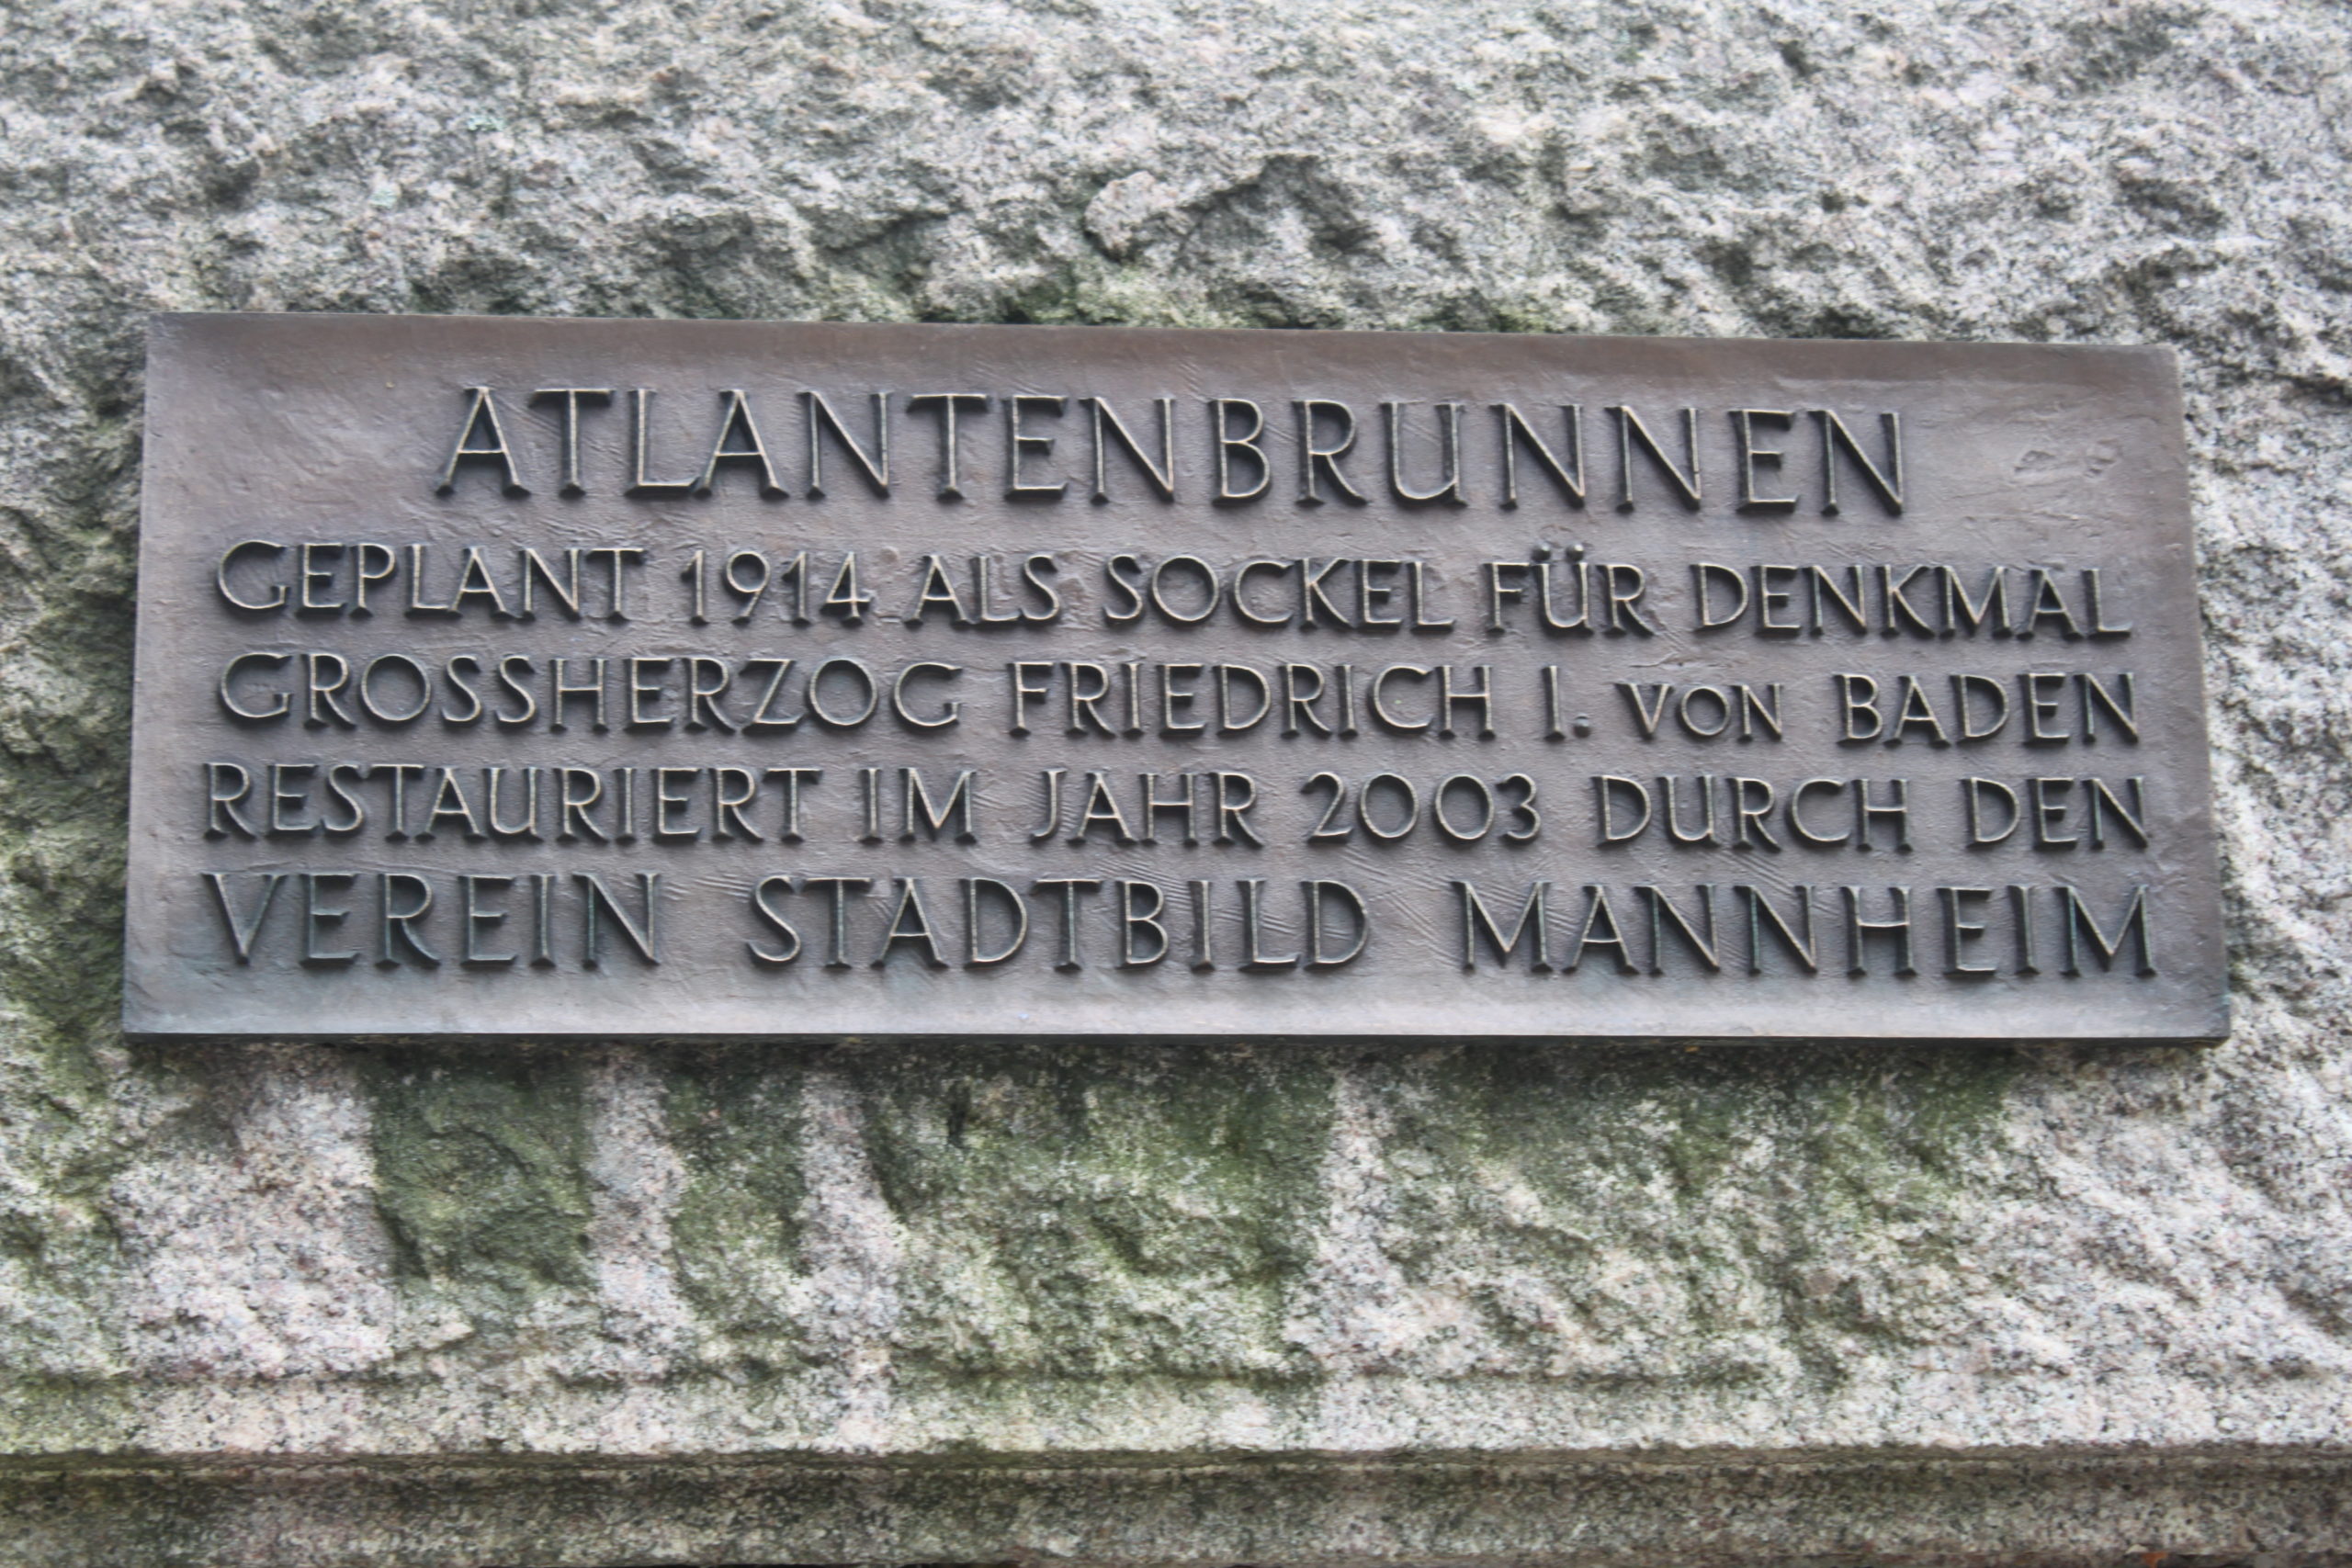 ATLANTENBRUNNEN
GEPLANT 1914 ALS SOCKEL FÜR DENKMAL
GROSSHERZOG FRIEDRICH I. VON BADEN
RESTAURIERT IM JAHR 2003 DURCH DEN
VEREIN STADTBILD MANNHEIM